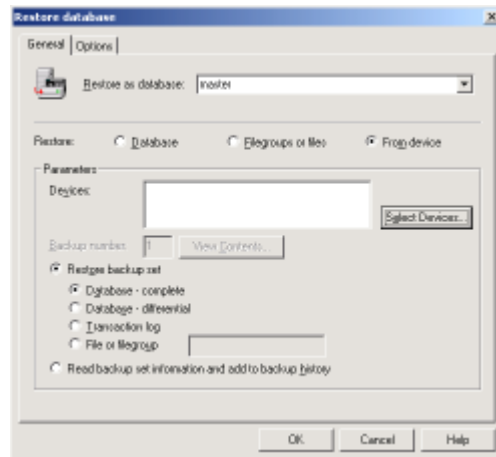 Restore database
General Options
Restore as database: master
Restore: Database Filegroups or files From device
Parameters
Devices:
Select Devices...
Backup number: 1 View Contents...
Restore backup set
Database - complete
Database - differential
Transaction log
File or filegroup
Read backup set information and add to backup history
OK Cancel Help